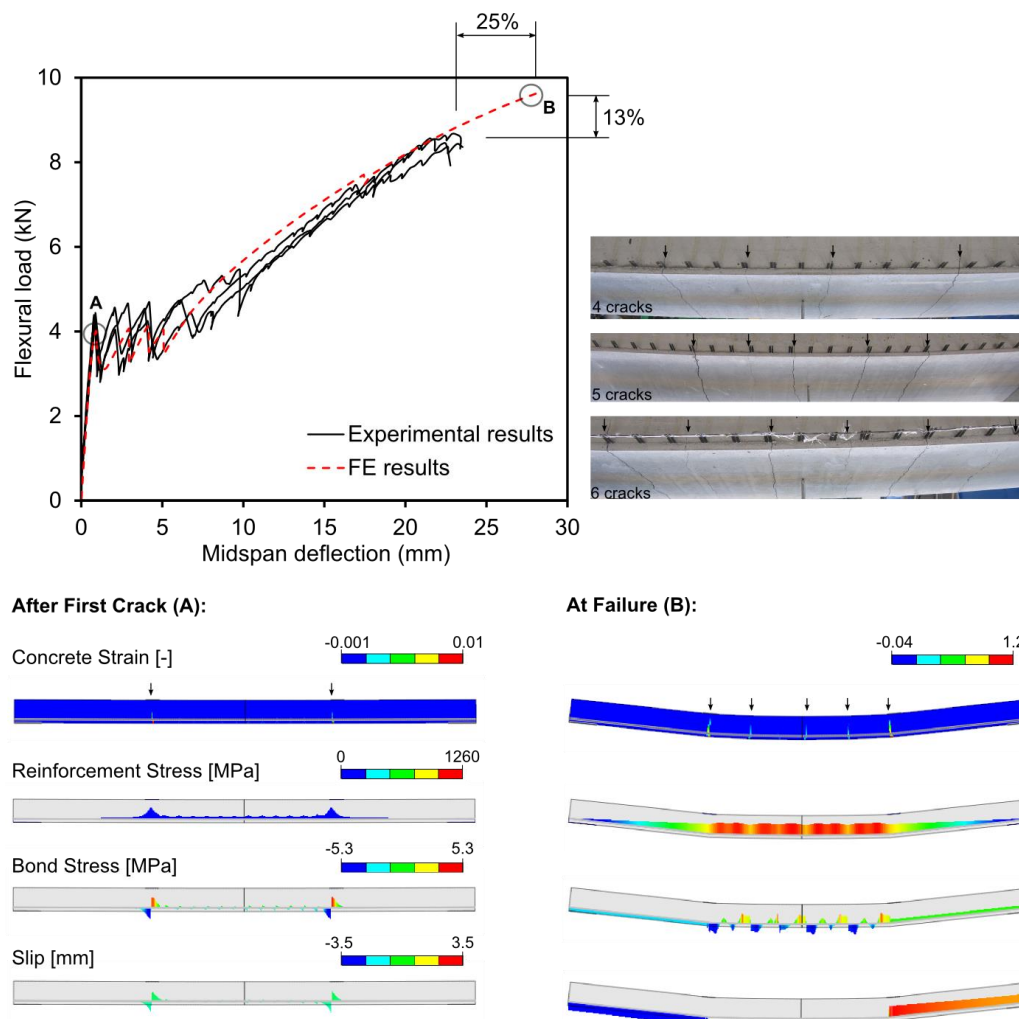 25%
10
B
13%
8
6
A
4
2
0
Flexural load (kN)
Experimental results
FE results
0 5 10 15 20 25 30
Midspan deflection (mm)
4 cracks
5 cracks
6 cracks
After First Crack (A):
At Failure (B):
-0.001 0.01
-0.04 1.2
Concrete Strain [-]
Reinforcement Stress [MPa]
0 1260
Bond Stress [MPa]
-5.3 5.3
Slip [mm]
-3.5 3.5